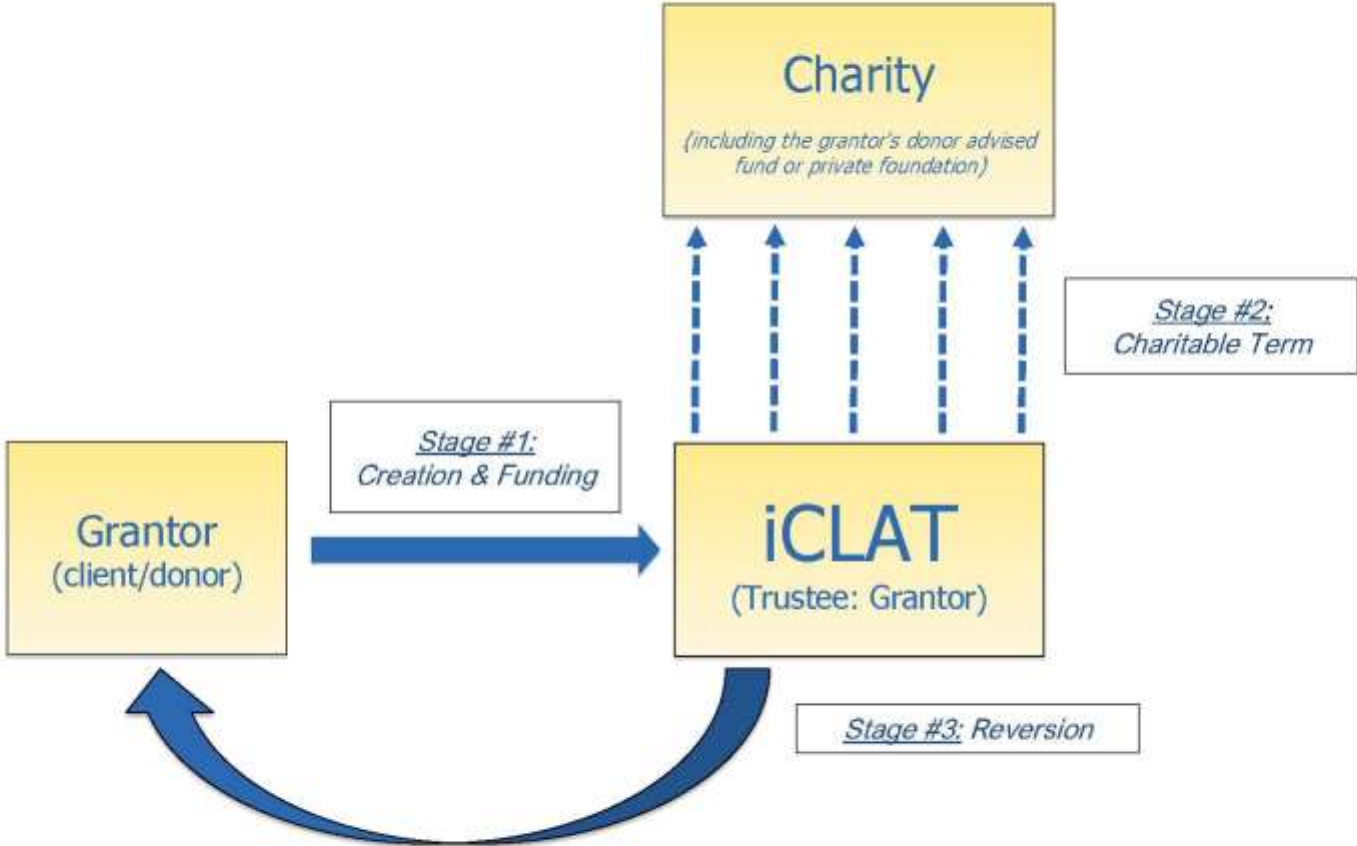 Charity
(including the grantor's donor advised
fund or private foundation)
Stage #2:
Charitable Term
Stage #1:
Creation & Funding
Grantor
(client/donor)
iCLAT
(Trustee: Grantor)
Stage #3: Reversion